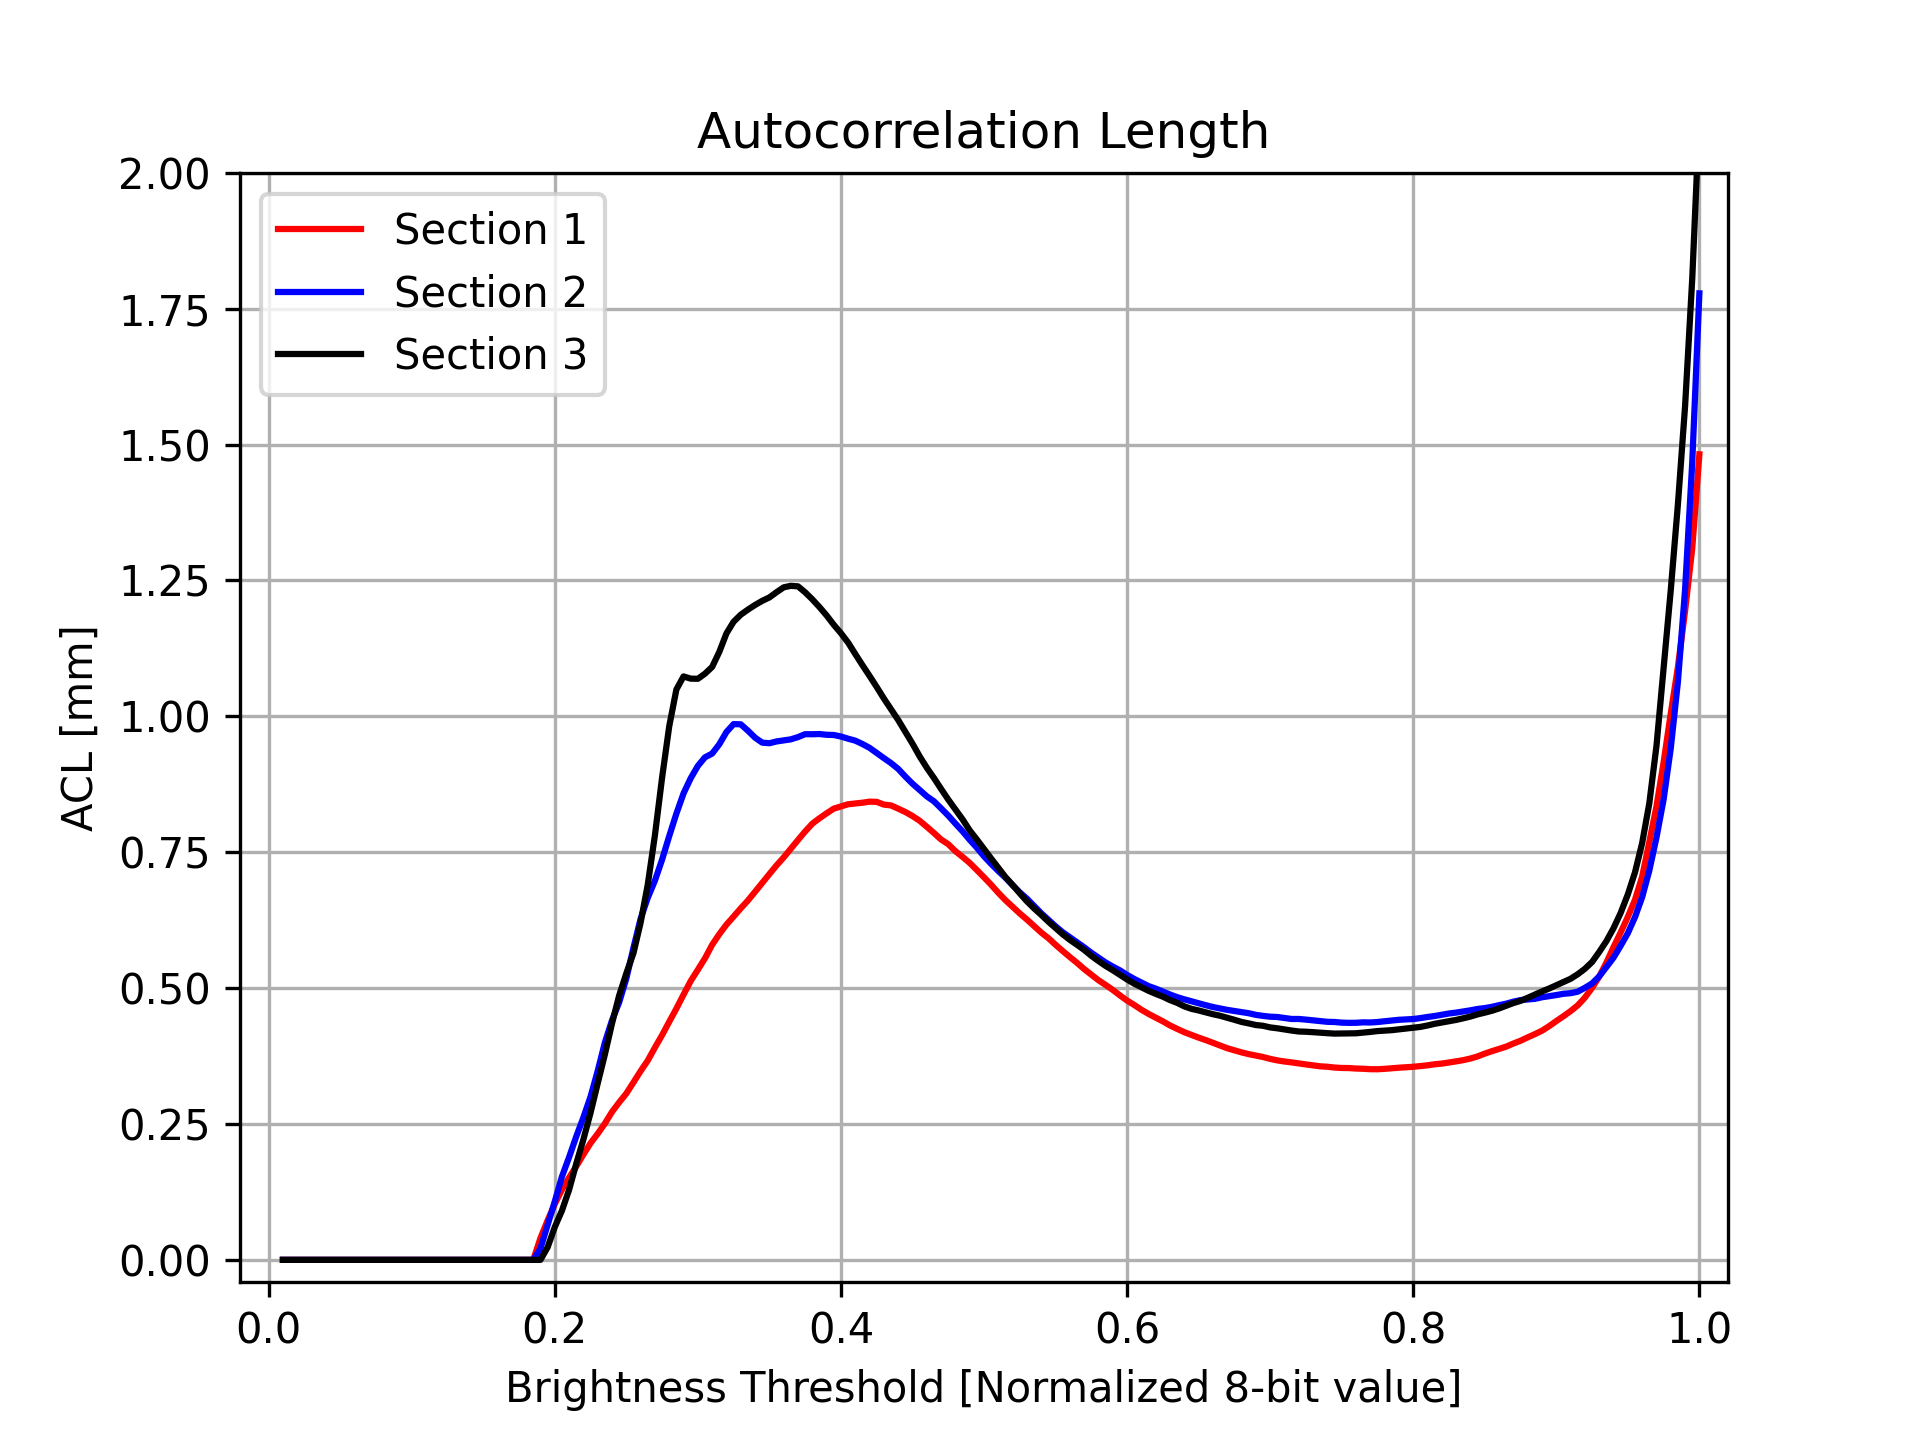 Autocorrelation Length
2.00
1.75
1.50
1.25
1.00
0.75
0.50
0.25
0.00
ACL [mm]
Section 1
Section 2
Section 3
0.0 0.2 0.4 0.6 0.8 1.0
Brightness Threshold [Normalized 8-bit value]